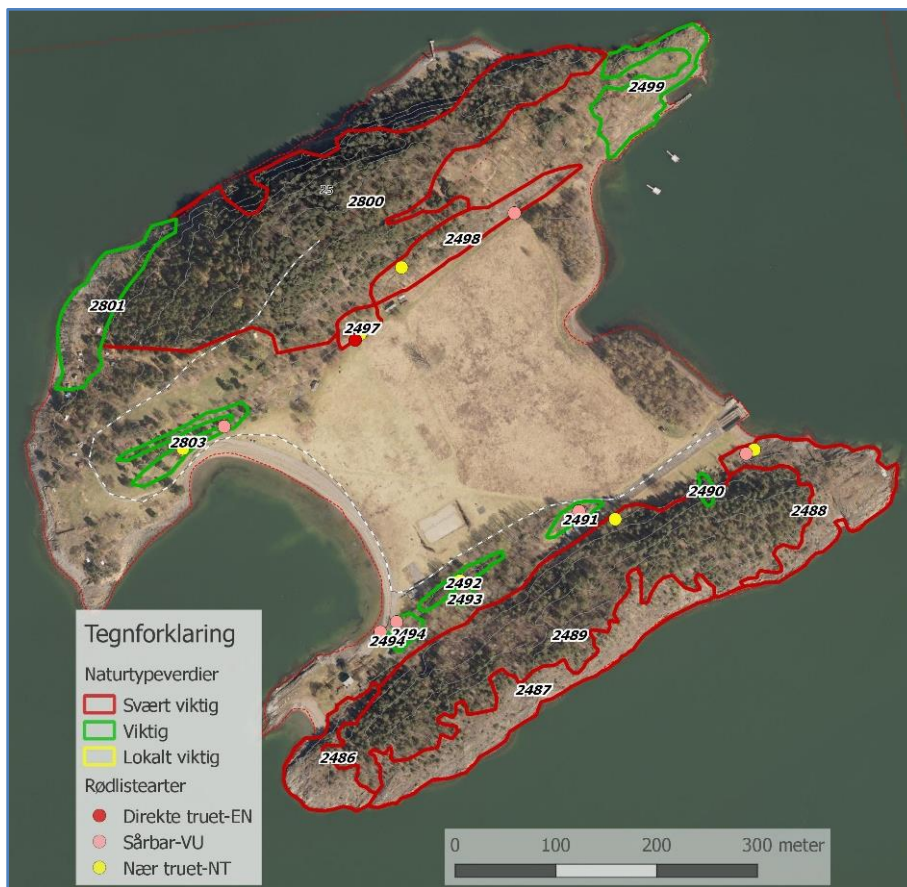 2499
75
2800
2498
2801
2497
2803
2490
2491
2488
2492
2493
2494
2494
2489
2487
2486
Tegnforklaring
Naturtypeverdier
Svært viktig
Viktig
Lokalt viktig
Rødlistearter
Direkte truet-EN
Sårbar-VU
Nær truet-NT
0 100 200 300 meter